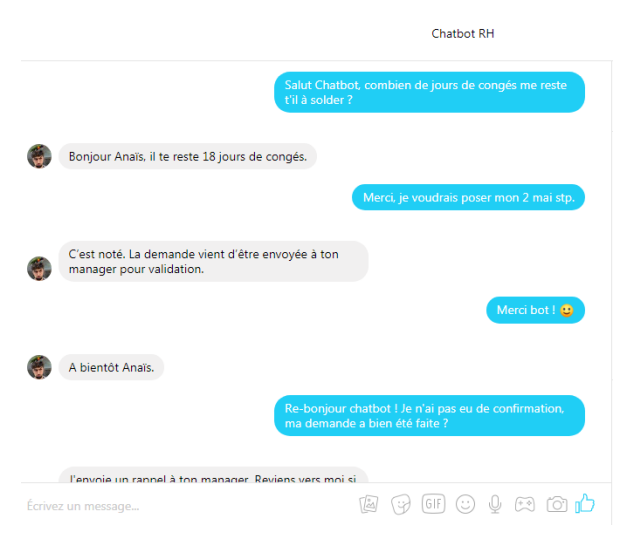 Chatbot RH
Salut Chatbot, combien de jours de congés me reste
t'il à solder ?
Bonjour Anaïs, il te reste 18 jours de congés.
Merci, je voudrais poser mon 2 mai stp.
C'est noté. La demande vient d'être envoyée à ton
manager pour validation.
Merci bot !
A bientôt Anaïs.
Re-bonjour chatbot ! Je n'ai pas eu de confirmation,
ma demande a bien été faite ?
J'envoie un rappel à ton manager. Reviens vers moi si
Écrivez un message...
GIF